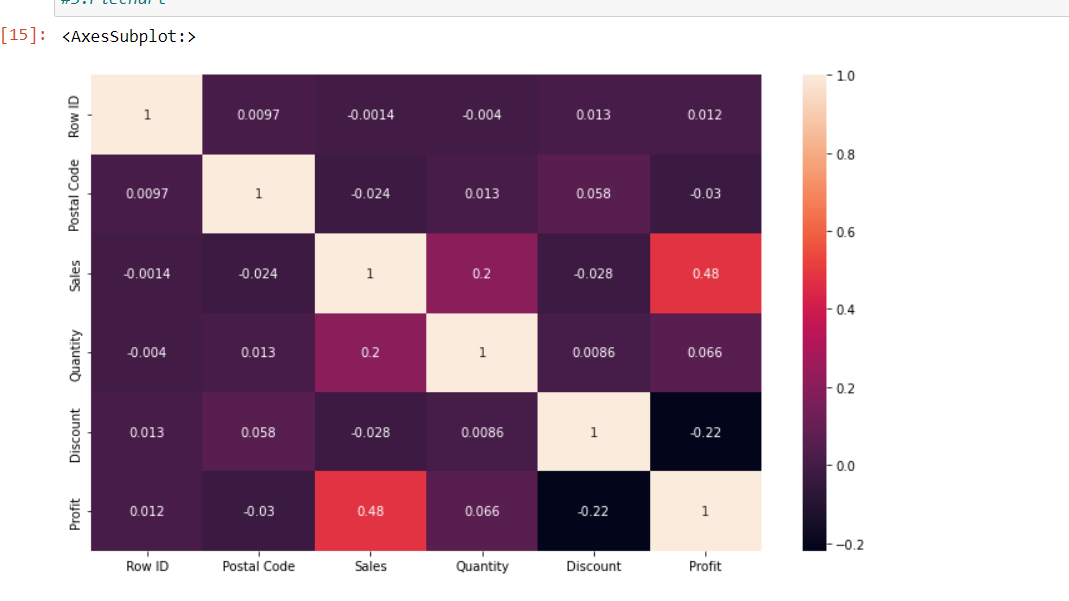 #3.Piechart
[15]: <AxesSubplot:>
1.0
Row ID 1 0.0097 -0.0014 -0.004 0.013 0.012
0.8
Postal Code 0.0097 1 -0.024 0.013 0.058 -0.03
0.6
Sales -0.0014 -0.024 1 0.2 -0.028 0.48
0.4
Quantity -0.004 0.013 0.2 1 0.0086 0.066
0.2
Discount 0.013 0.058 -0.028 0.0086 1 -0.22
0.0
Profit 0.012 -0.03 0.48 0.066 -0.22 1
−0.2
Row ID Postal Code Sales Quantity Discount Profit